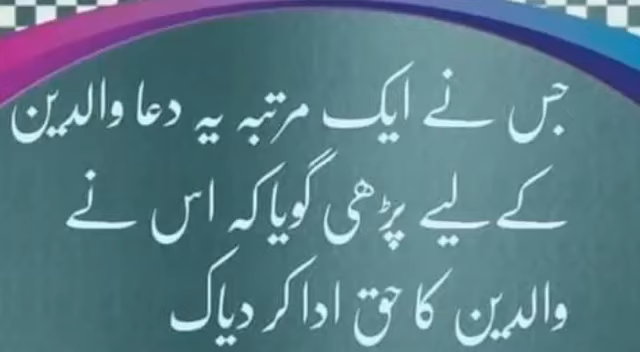 جس نے ایک مرتبہ یہ دعا والدین
کے لیے پڑھی گویا کہ اس نے
والدین کا حق ادا کر دیاک